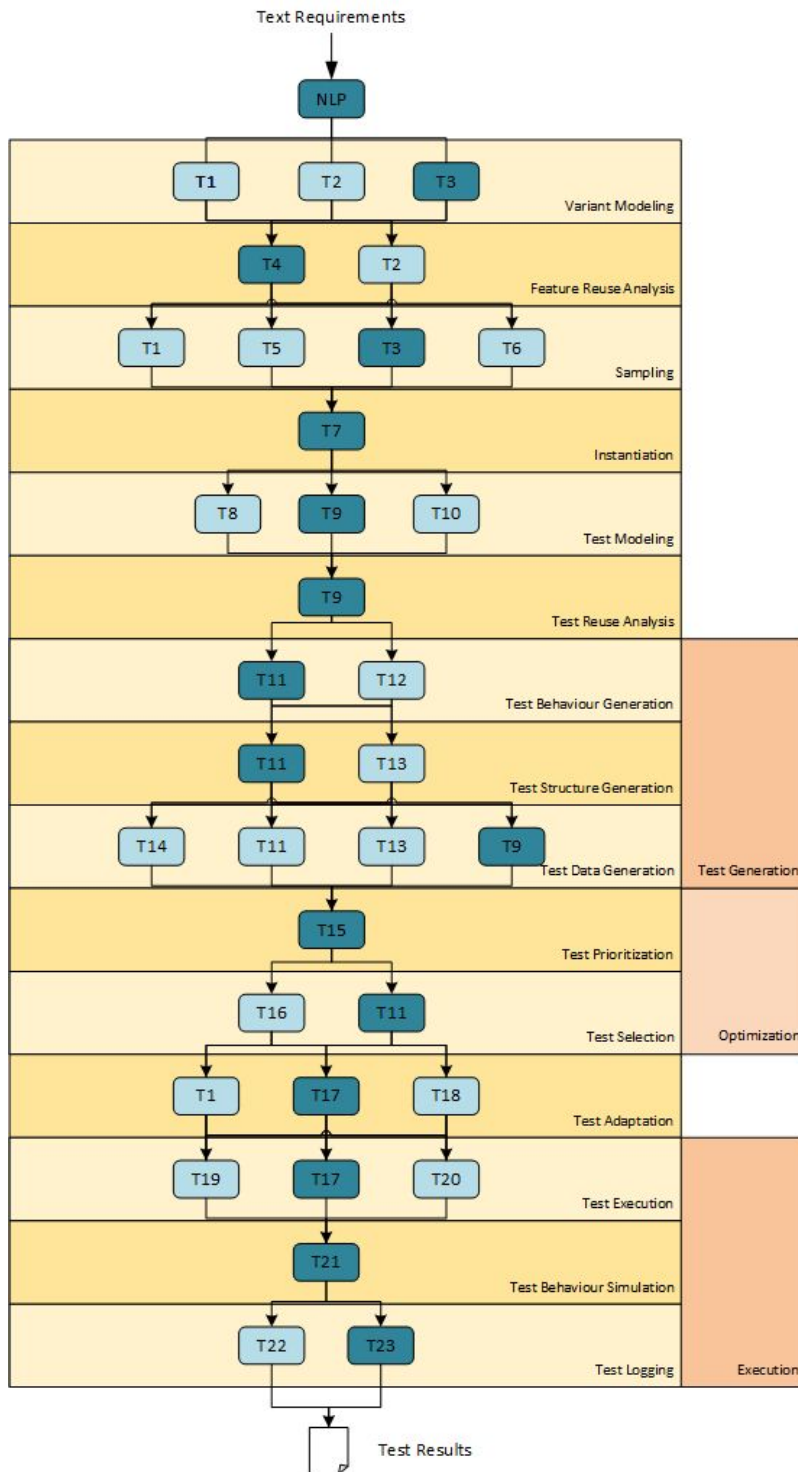 Text Requirements
NLP
T1 T2 T3
Variant Modeling
T4 T2
Feature Reuse Analysis
T1 T5 T3 T6
Sampling
T7
Instantiation
T8 T9 T10
Test Modeling
T9
Test Reuse Analysis
T11 T12
Test Behaviour Generation
T11 T13
Test Structure Generation
T14 T11 T13 T9
Test Data Generation Test Generation
T15
Test Prioritization
T16 T11
Test Selection Optimization
T1 T17 T18
Test Adaptation
T19 T17 T20
Test Execution
T21
Test Behaviour Simulation
T22 T23
Test Logging Execution
Test Results